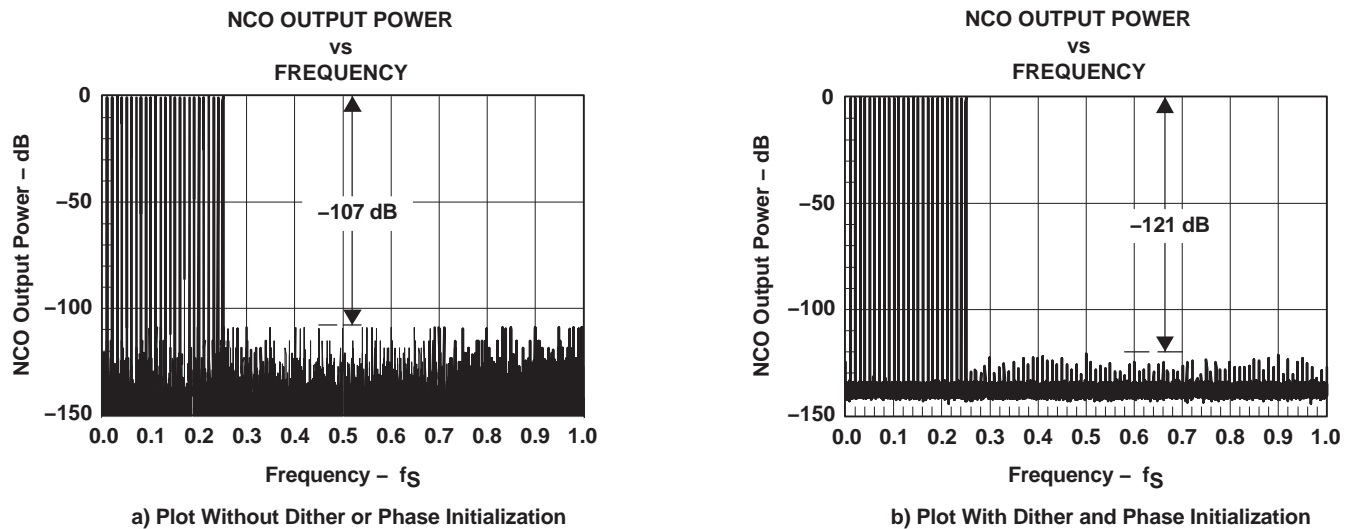 NCO OUTPUT POWER
vs
FREQUENCY
NCO Output Power – dB
0
–50
–100
–150
–107 dB
0.0 0.1 0.2 0.3 0.4 0.5 0.6 0.7 0.8 0.9 1.0
Frequency – fS
a) Plot Without Dither or Phase Initialization
NCO OUTPUT POWER
vs
FREQUENCY
NCO Output Power – dB
0
–50
–100
–150
–121 dB
0.0 0.1 0.2 0.3 0.4 0.5 0.6 0.7 0.8 0.9 1.0
Frequency – fS
b) Plot With Dither and Phase Initialization